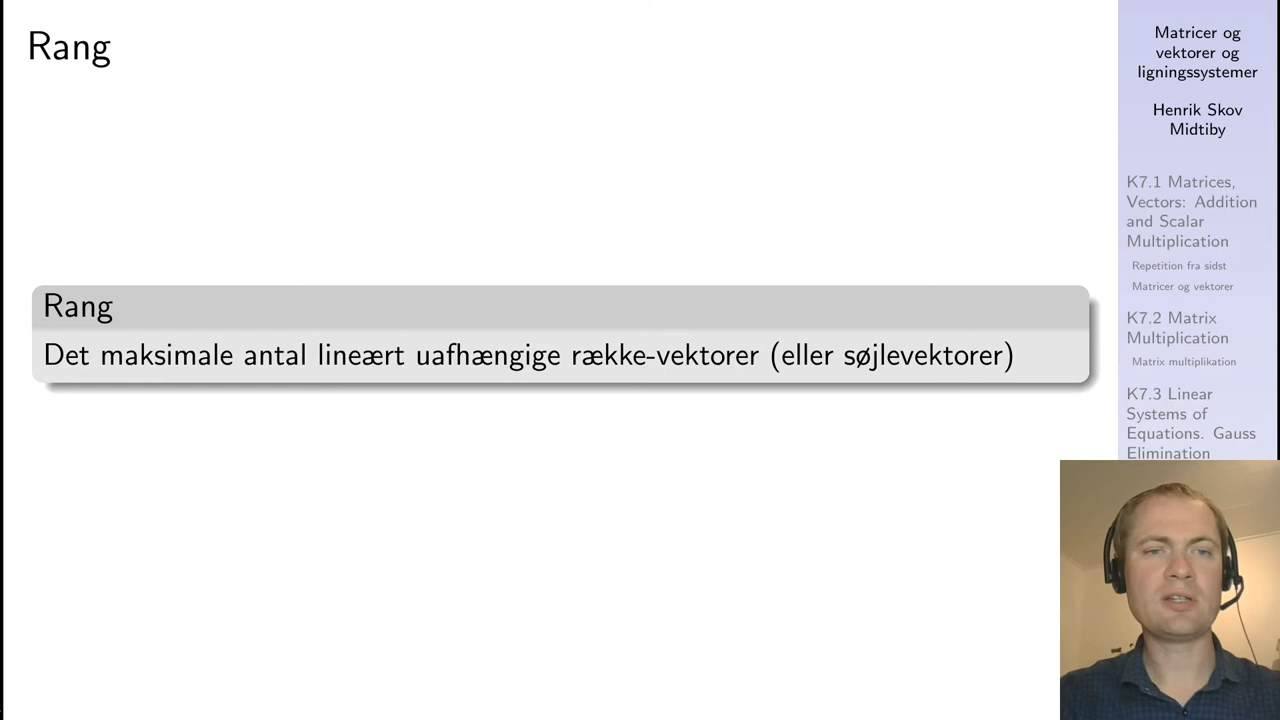 Rang
Rang
Det maksimale antal lineært uafhængige række-vektorer (eller søjlevektorer)
Matricer og
vektorer og
ligningssystemer
Henrik Skov
Midtiby
K7.1 Matrices,
Vectors: Addition
and Scalar
Multiplication
Repetition fra sidst
Matricer og vektorer
K7.2 Matrix
Multiplication
Matrix multiplikation
K7.3 Linear
Systems of
Equations. Gauss
Elimination